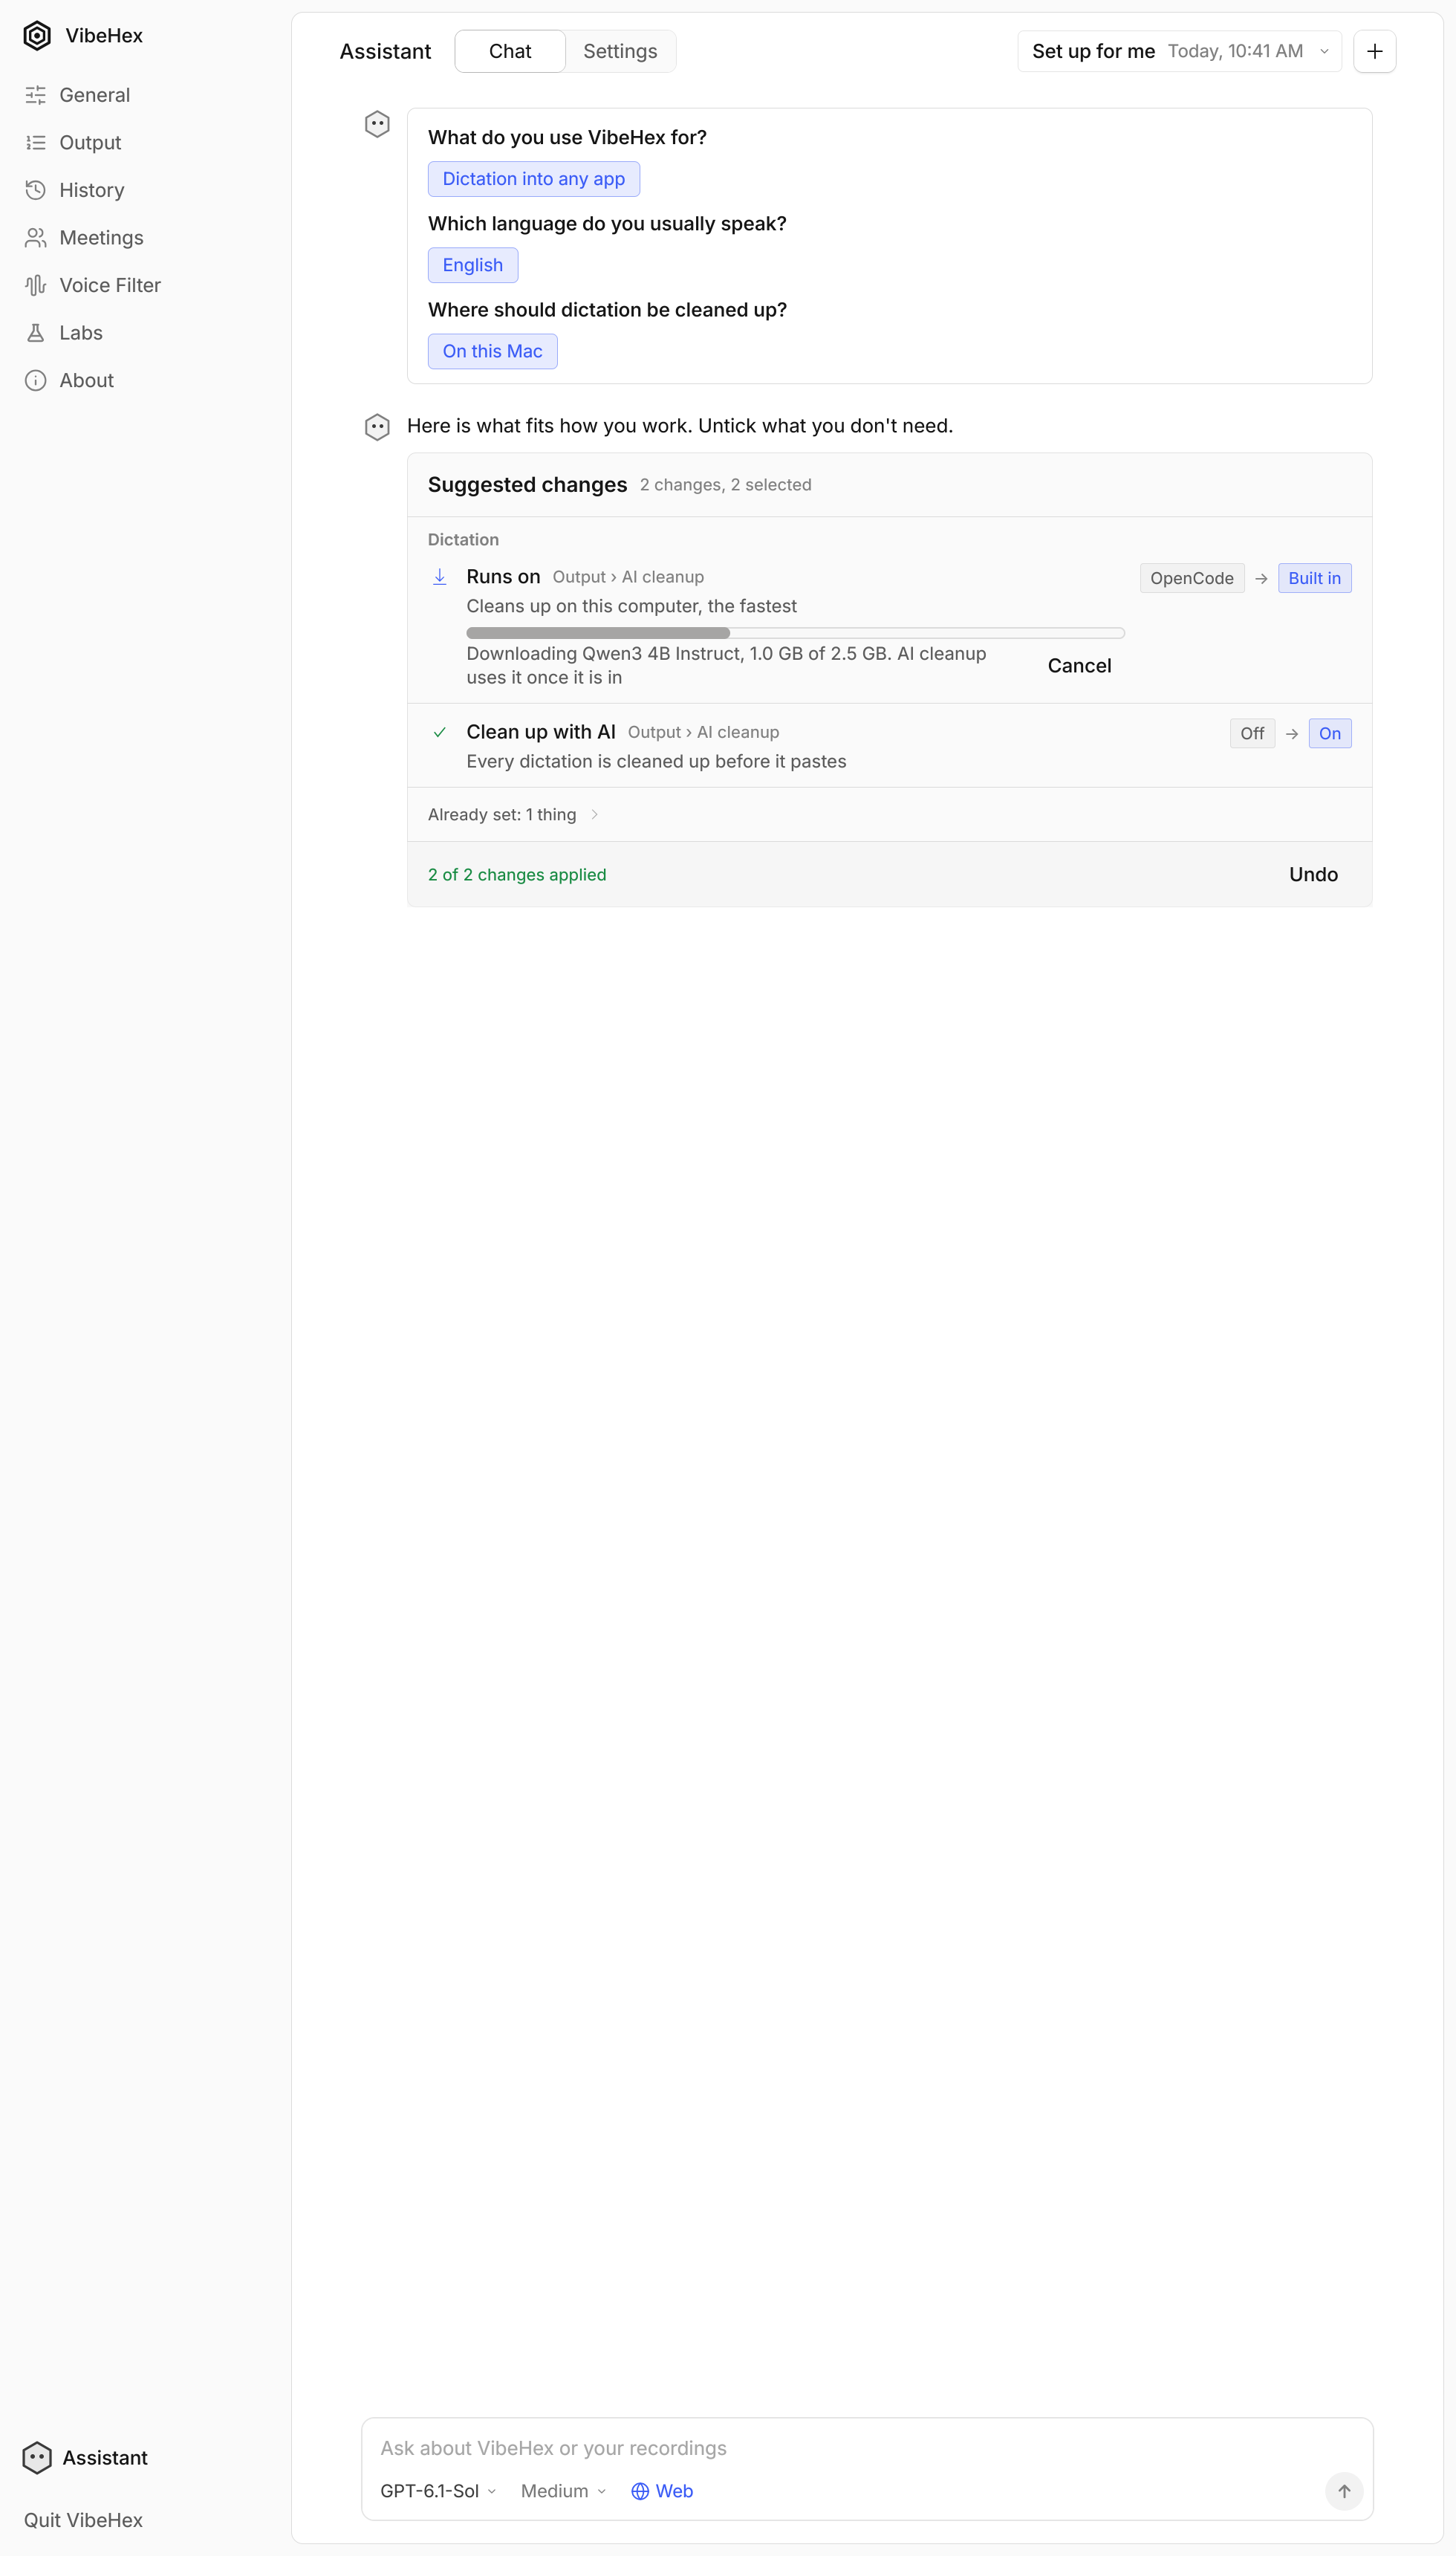 VibeHex
General
Output
History
Meetings
Voice Filter
Labs
About
Assistant
Chat
Settings
Set up for me Today, 10:41 AM
What do you use VibeHex for?
Dictation into any app
Which language do you usually speak?
English
Where should dictation be cleaned up?
On this Mac
Here is what fits how you work. Untick what you don't need.
Suggested changes 2 changes, 2 selected
Dictation
Runs on Output › AI cleanup
OpenCode → Built in
Cleans up on this computer, the fastest
Downloading Qwen3 4B Instruct, 1.0 GB of 2.5 GB. AI cleanup
uses it once it is in
Cancel
Clean up with AI Output › AI cleanup
Off → On
Every dictation is cleaned up before it pastes
Already set: 1 thing
2 of 2 changes applied
Undo
Ask about VibeHex or your recordings
GPT-6.1-Sol Medium Web
Assistant
Quit VibeHex